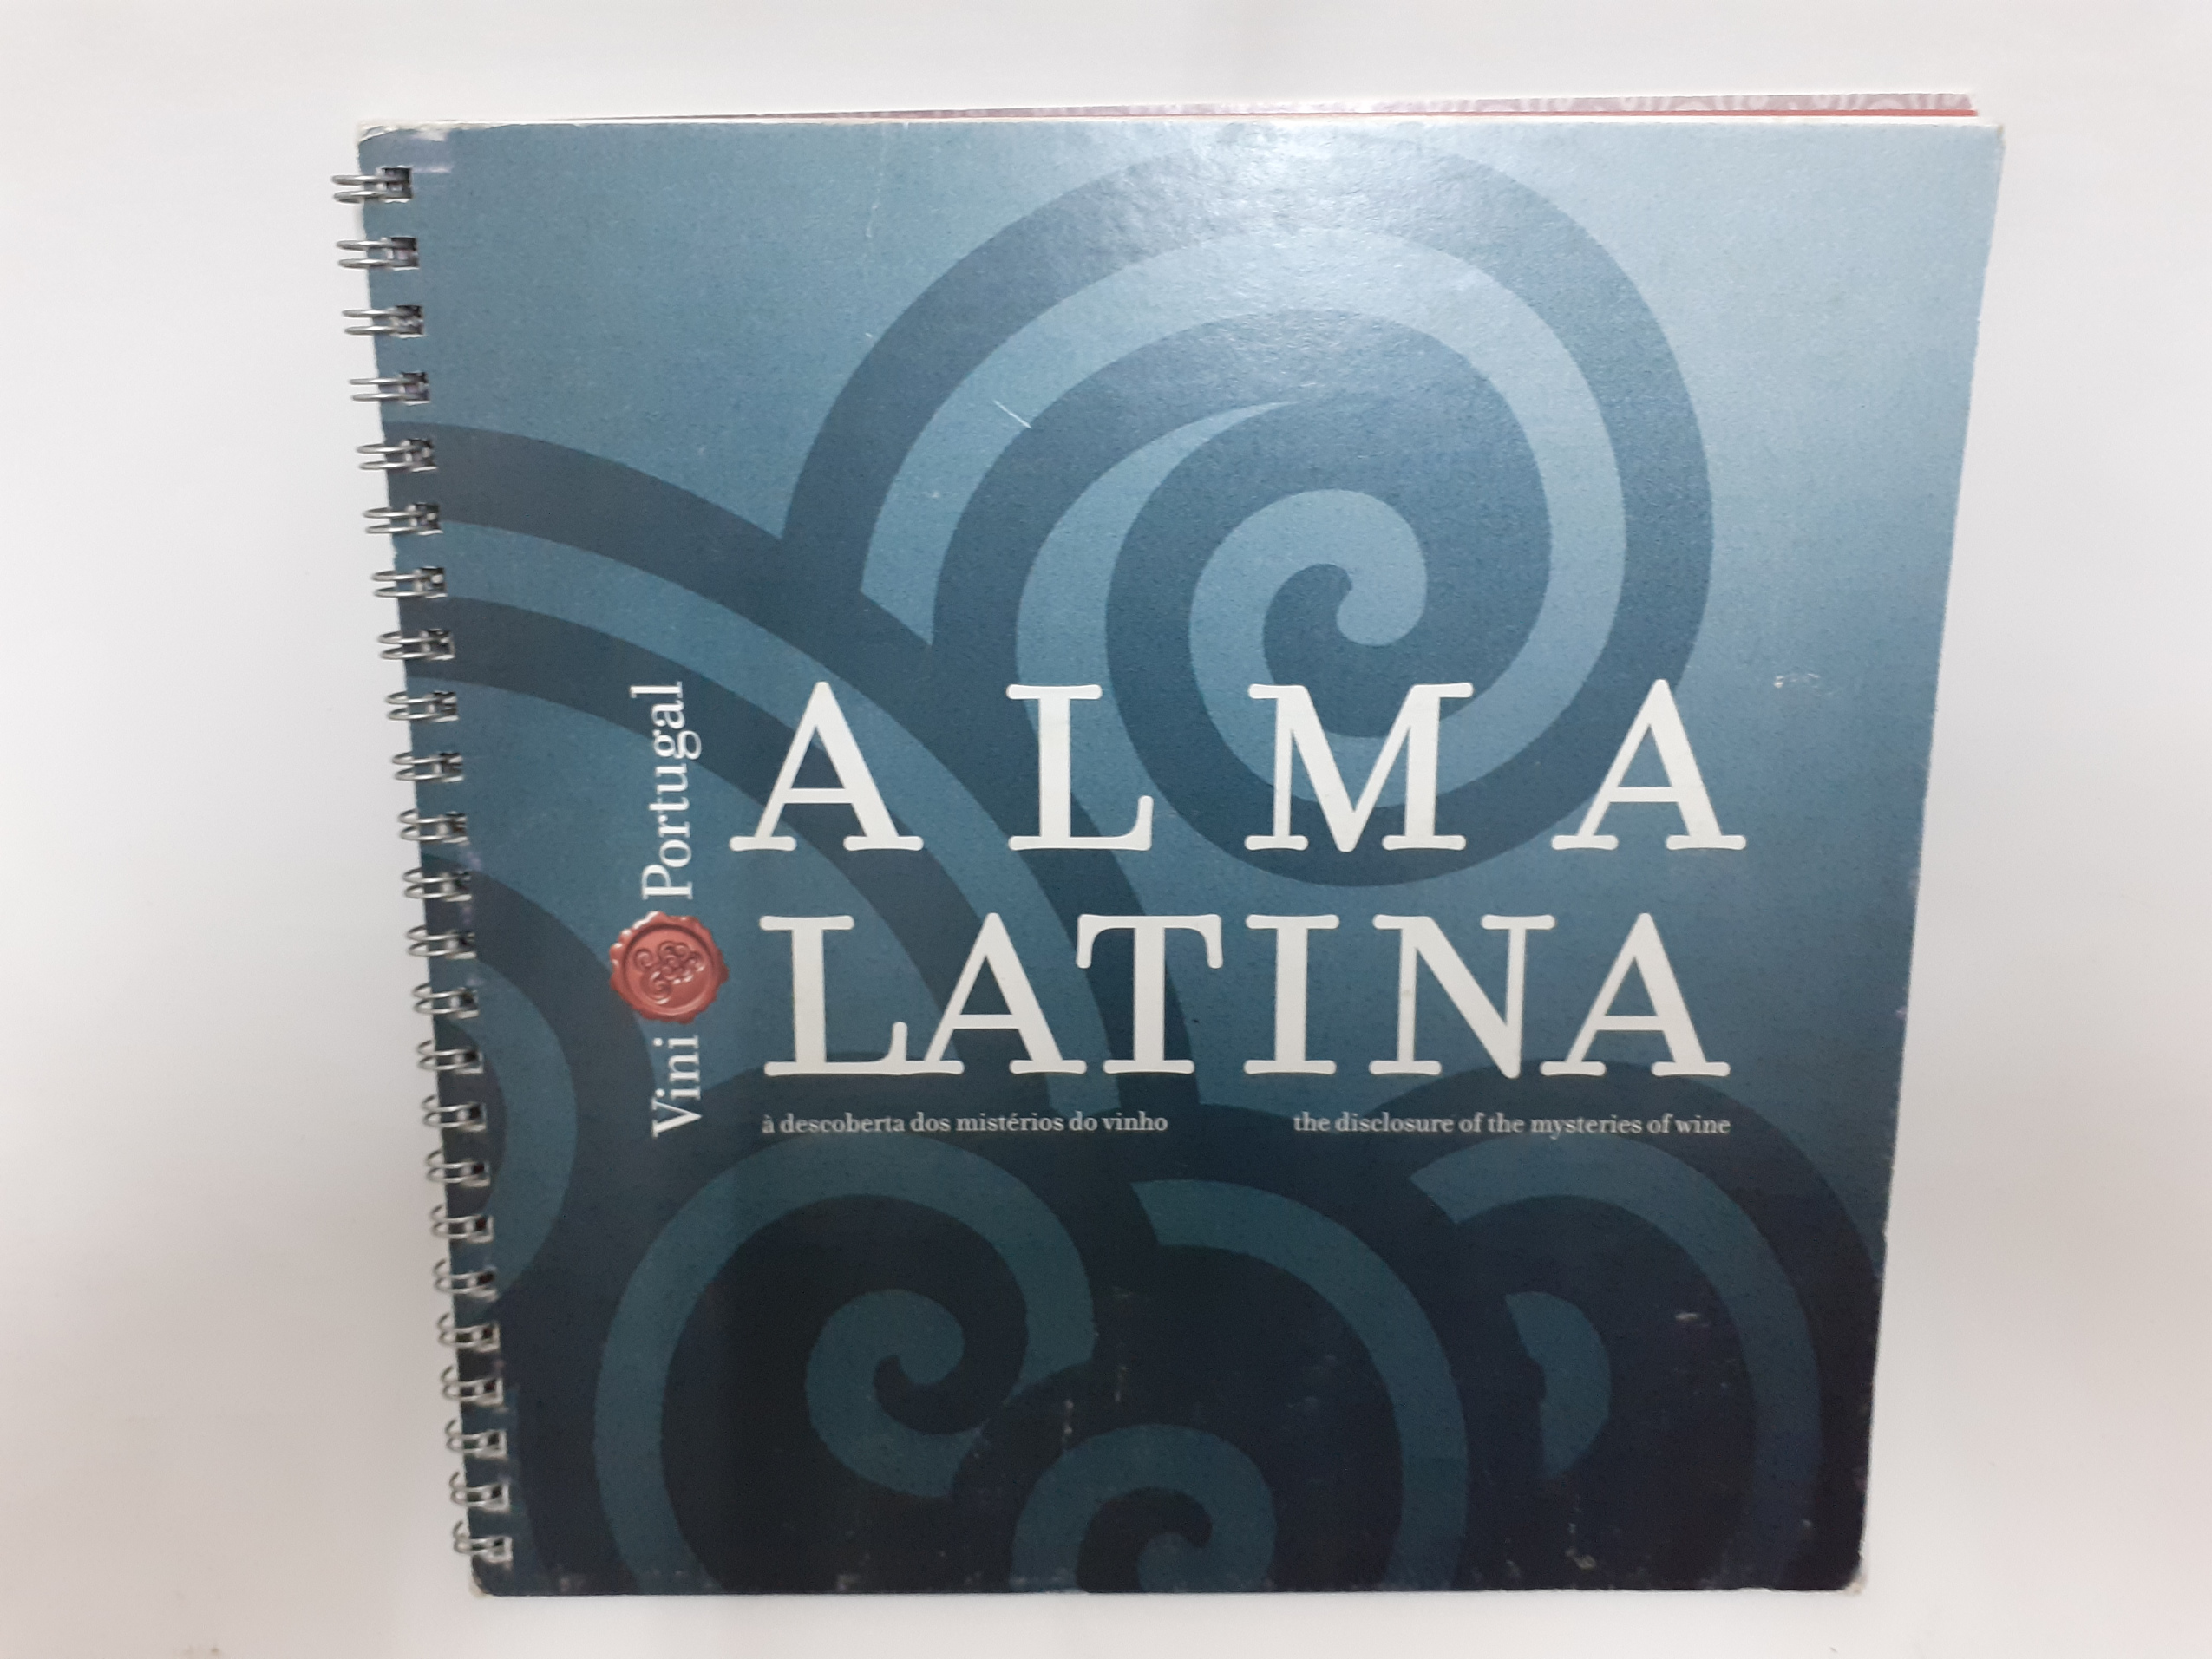 Vini Portugal
ALMA
LATINA
à descoberta dos mistérios do vinho
the disclosure of the mysteries of wine